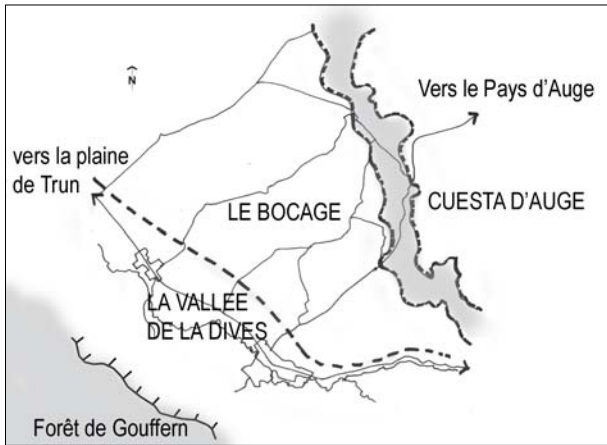 N
Vers le Pays d'Auge
vers la plaine
de Trun
LE BOCAGE
CUESTA D'AUGE
LA VALLEE
DE LA DIVES
Forêt de Gouffern